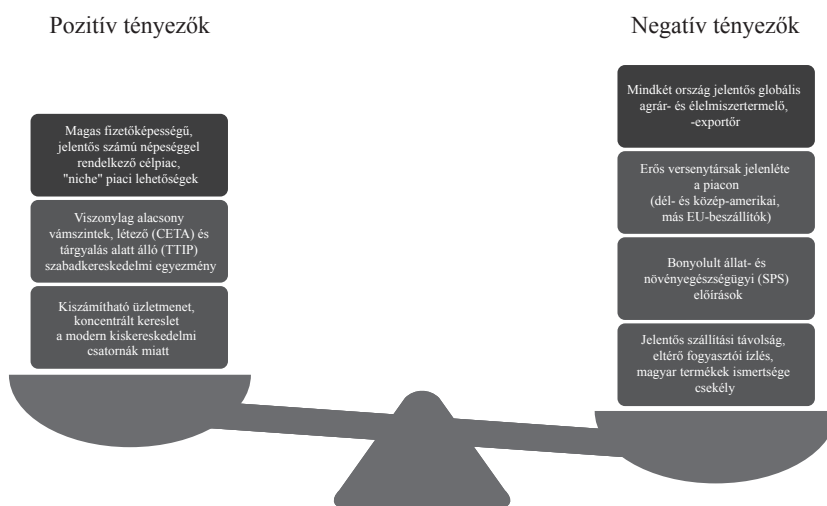 Pozitív tényezők
Magas fizetőképességű,
jelentős számú népeséggel
rendelkező célpiac,
"niche" piaci lehetőségek
Viszonylag alacsony
vámszintek, létező (CETA) és
tárgyalás alatt álló (TTIP)
szabadkereskedelmi egyezmény
Kiszámítható üzletmenet,
koncentrált kereslet
a modern kiskereskedelmi
csatornák miatt
Negatív tényezők
Mindkét ország jelentős globális
agrár- és élelmiszertermelő,
-exportőr
Erős versenytársak jelenléte
a piacon
(dél- és közép-amerikai,
más EU-beszállítók)
Bonyolult állat- és
növényegészségügyi (SPS)
előírások
Jelentős szállítási távolság,
eltérő fogyasztói ízlés,
magyar termékek ismertsége
csekély